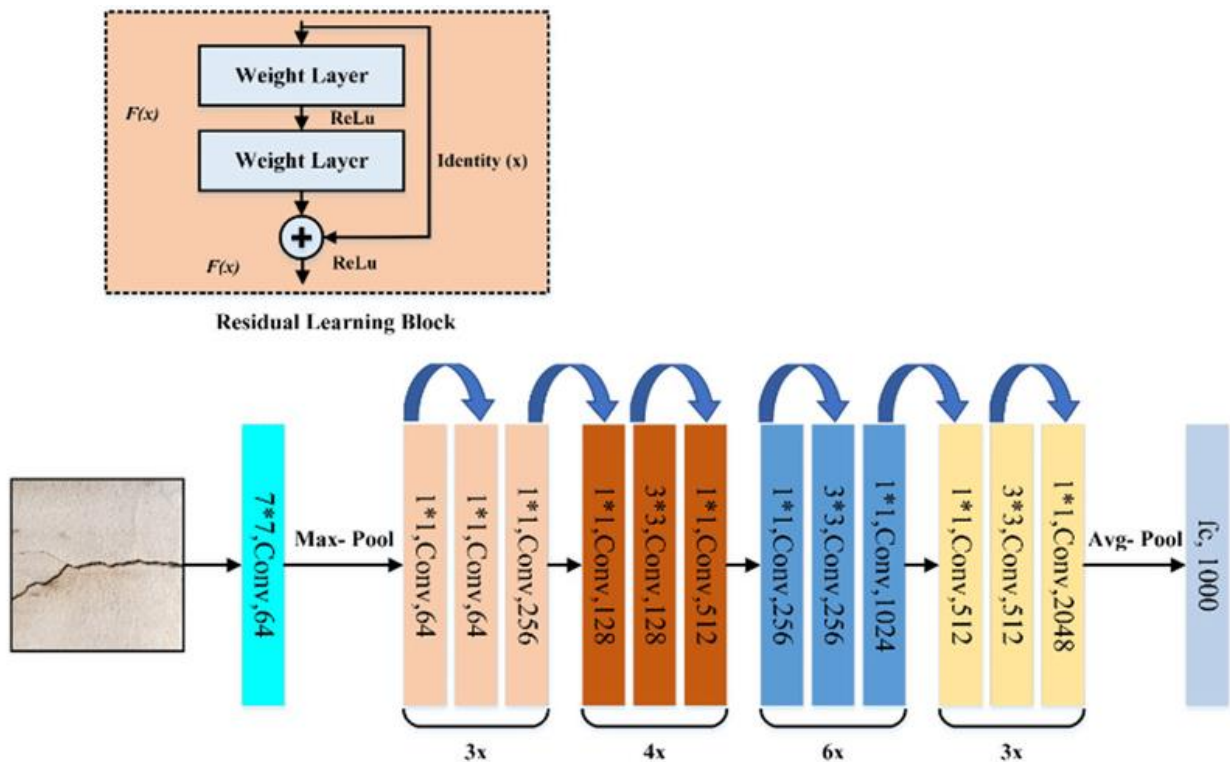 Weight Layer
F(x)
ReLu
Weight Layer
Identity (x)
+
F(x)
ReLu
Residual Learning Block
7*7,Conv,64
Max- Pool
1*1,Conv,64
1*1,Conv,64
1*1,Conv,256
1*1,Conv,128
3*3,Conv,128
1*1,Conv,512
1*1,Conv,256
3*3,Conv,256
1*1,Conv,1024
1*1,Conv,512
3*3,Conv,512
1*1,Conv,2048
Avg- Pool
fc, 1000
3x
4x
6x
3x